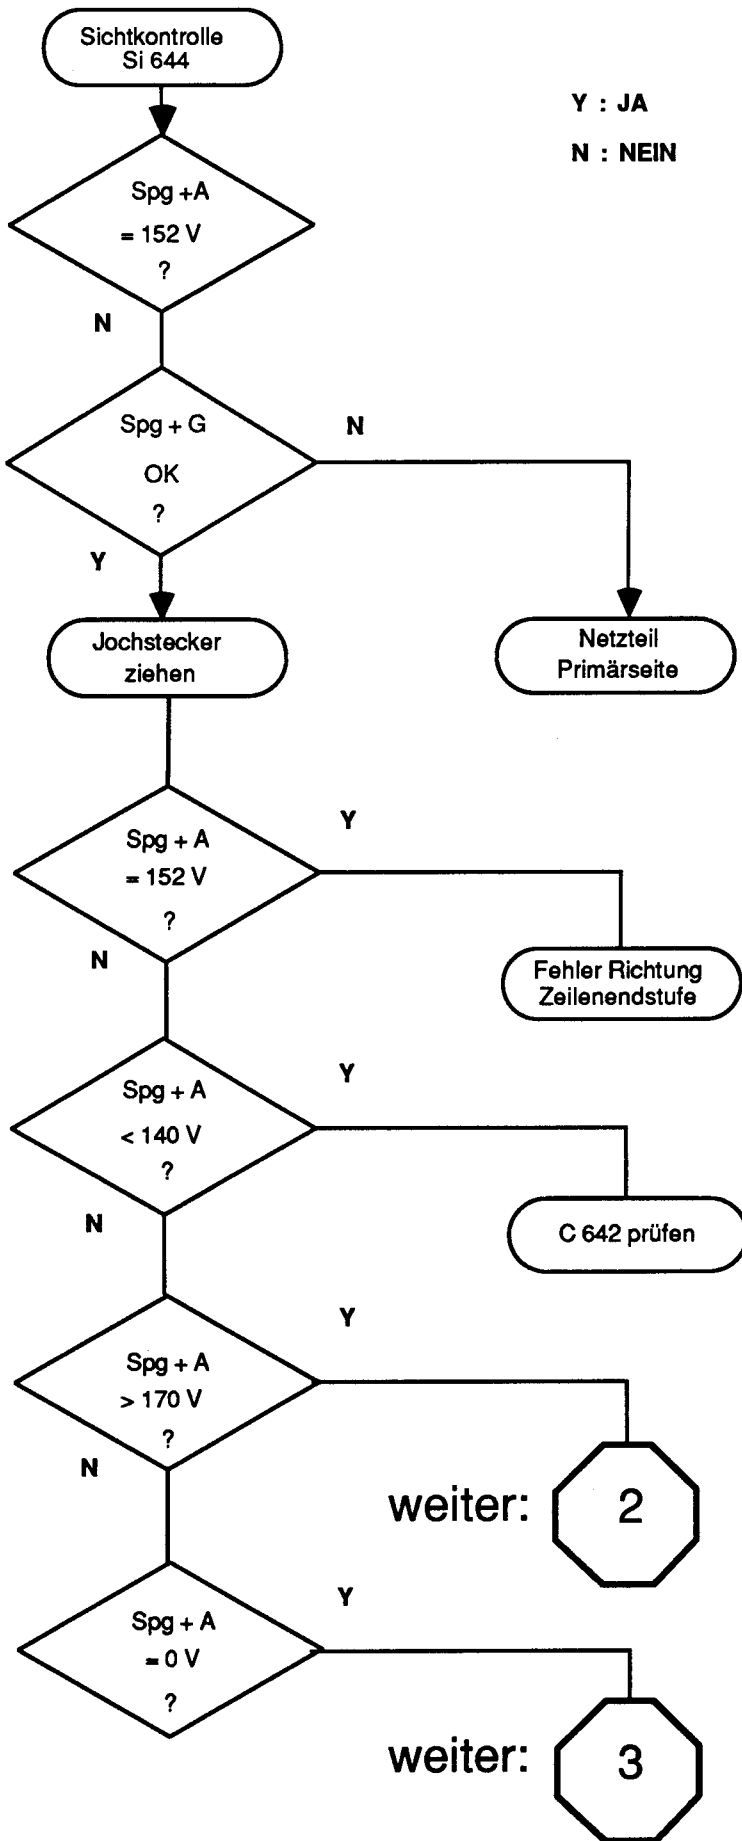 Sichtkontrolle
Si 644
Y : JA
N : NEIN
Spg +A
= 152 V
?
N
Spg + G
OK
?
N
Y
Jochstecker
ziehen
Netzteil
Primärseite
Spg + A
= 152 V
?
Y
N
Fehler Richtung
Zeilenendstufe
Spg + A
< 140 V
?
Y
N
C 642 prüfen
Spg + A
> 170 V
?
Y
N
weiter: 2
Spg + A
= 0 V
?
Y
weiter: 3